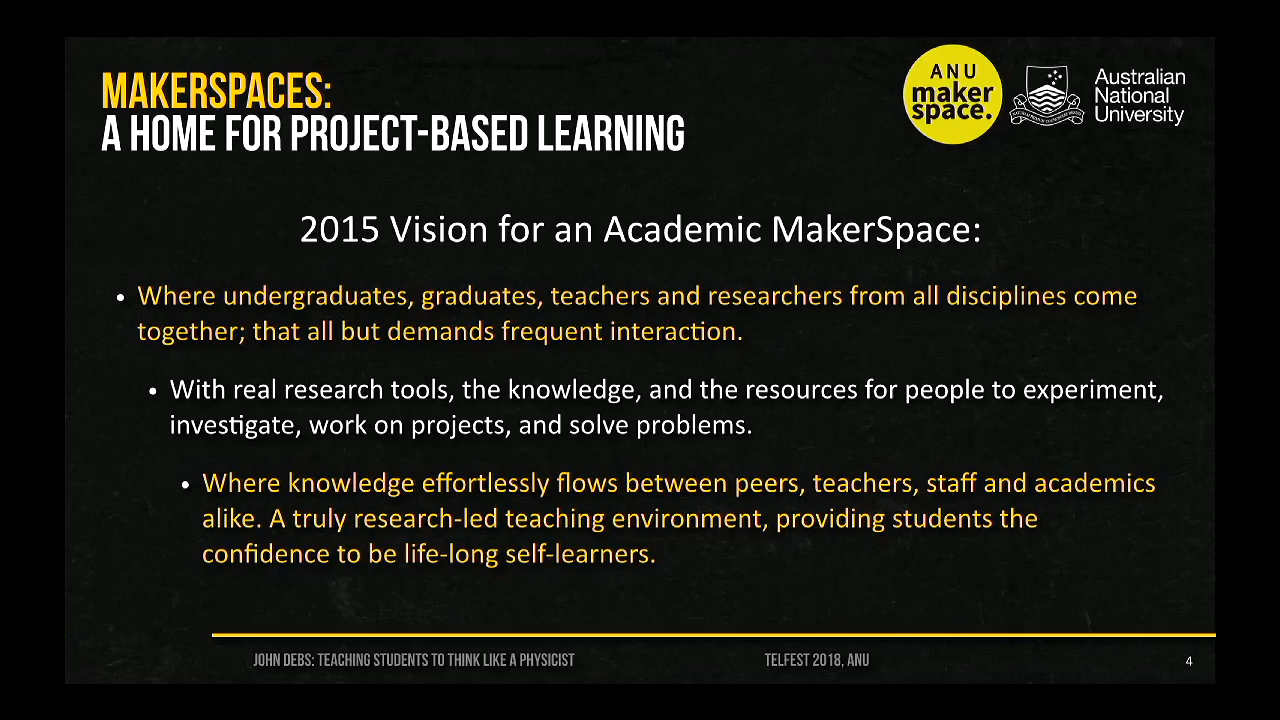 MAKERSPACES:
A HOME FOR PROJECT-BASED LEARNING
ANU
maker
space.
Australian
National
University
2015 Vision for an Academic MakerSpace:
• Where undergraduates, graduates, teachers and researchers from all disciplines come
together; that all but demands frequent interaction.
• With real research tools, the knowledge, and the resources for people to experiment,
investigate, work on projects, and solve problems.
• Where knowledge effortlessly flows between peers, teachers, staff and academics
alike. A truly research-led teaching environment, providing students the
confidence to be life-long self-learners.
JOHN DEBS: TEACHING STUDENTS TO THINK LIKE A PHYSICIST
TELFEST 2018, ANU
4